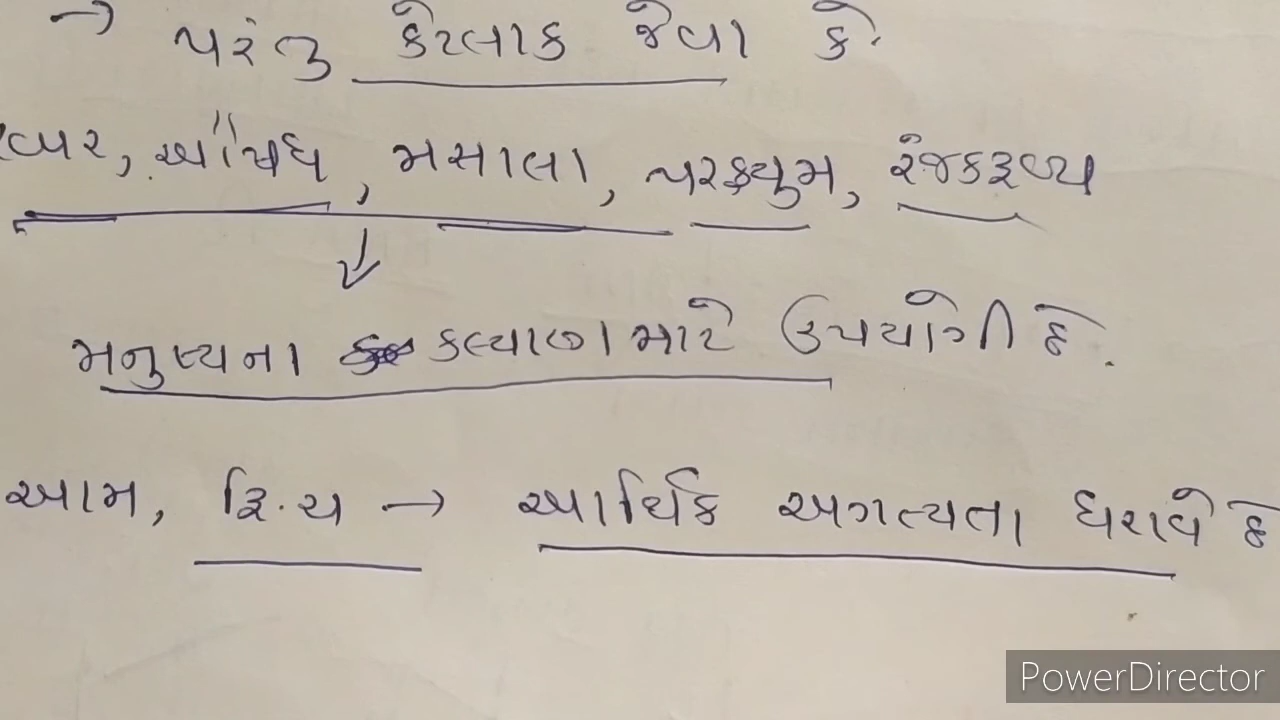 → પરંતુ કેટલાક જેવા કે
રબર, ઔષધ, મસાલા, પરફ્યુમ, રંજકદ્રવ્ય
↓
મનુષ્યના કલ્યાણ માટે ઉપયોગી છે.
આમ, દ્વિ.ચ → આર્થિક અગત્યતા ધરાવે છે
PowerDirector